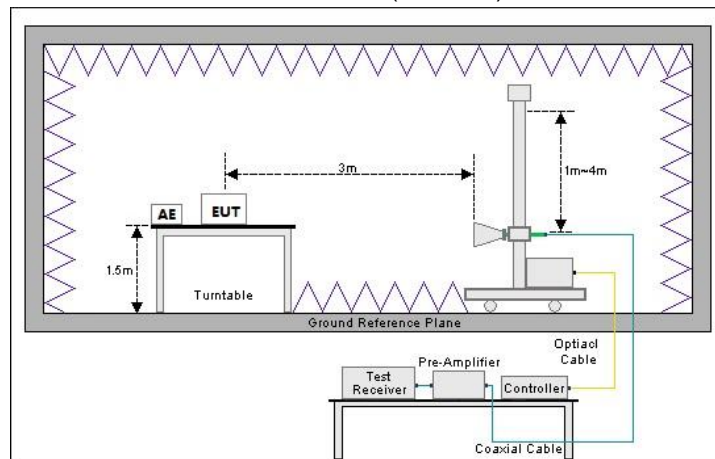 3m
1m~4m
AE
EUT
1.5m
Turntable
Ground Reference Plane
Optiacl
Cable
Pre-Amplifier
Test
Receiver
Controller
Coaxial Cable